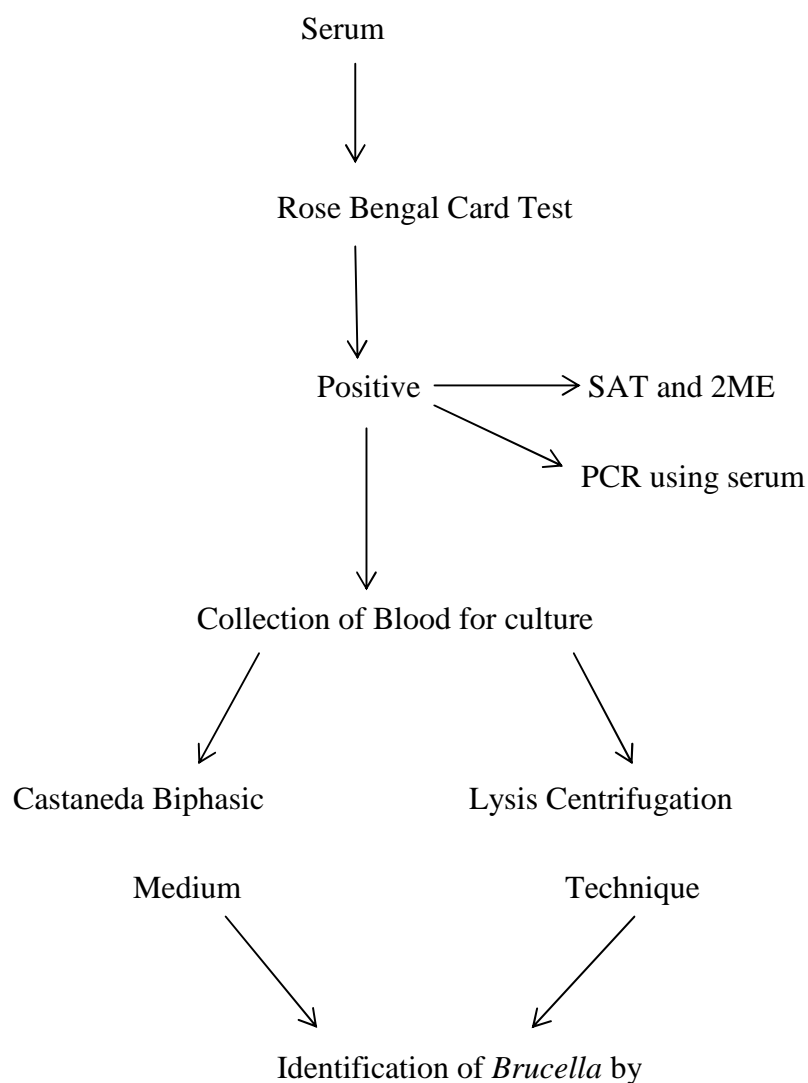 Serum
Rose Bengal Card Test
Positive
SAT and 2ME
PCR using serum
Collection of Blood for culture
Castaneda Biphasic
Medium
Lysis Centrifugation
Technique
Identification of Brucella by